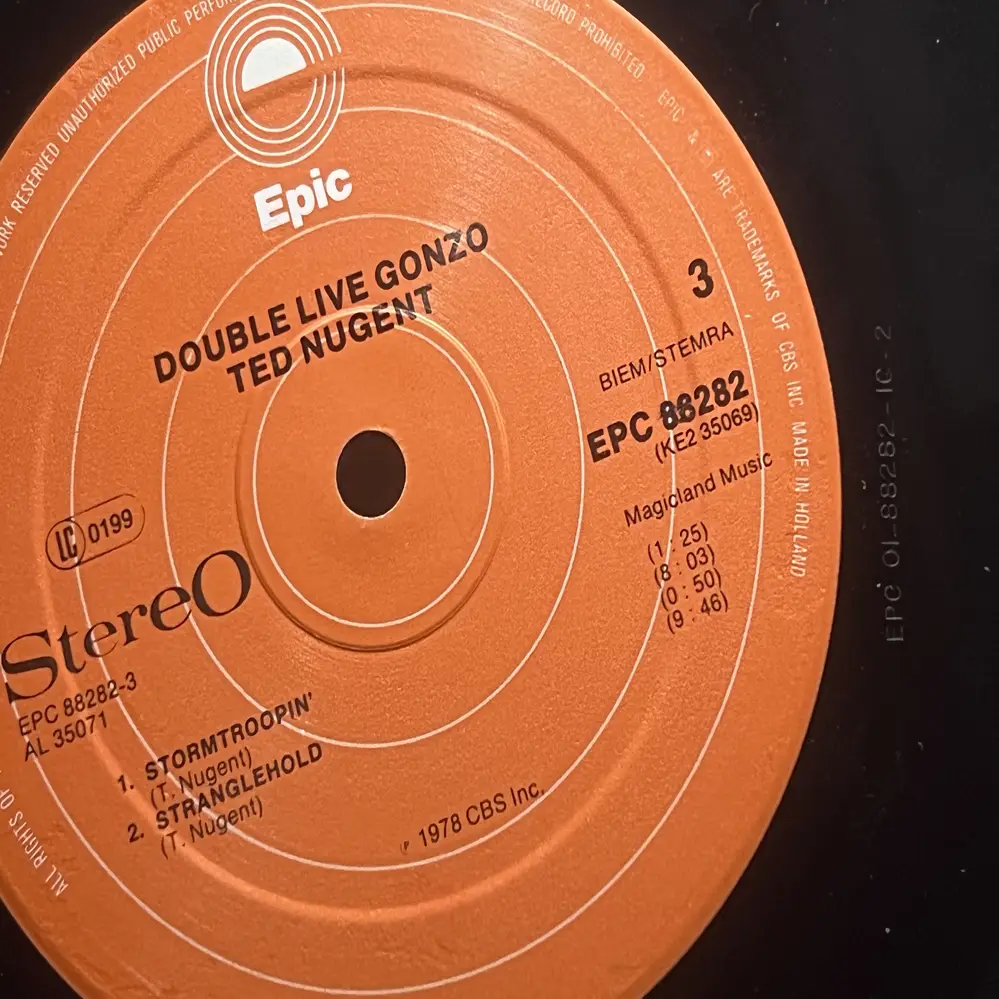 WORK RESERVED UNAUTHORIZED PUBLIC
RECORD PROHIBITED. EPIC & ARE TRADEMARKS OF CBS INC. MADE IN HOLLAND
Epic
DOUBLE LIVE GONZO
TED NUGENT
3
BIEM/STEMRA
EPC 88282
(KE2 35069)
Magicland Music
(1 : 25)
(8 : 03)
(0 : 50)
(9 : 46)
LC 0199
StereO
EPC 88282-3
AL 35071
1. STORMTROOPIN'
(T. Nugent)
2. STRANGLEHOLD
(T. Nugent)
℗ 1978 CBS Inc.
ALL RIGHTS OF
EPC 01-88282-1C-2